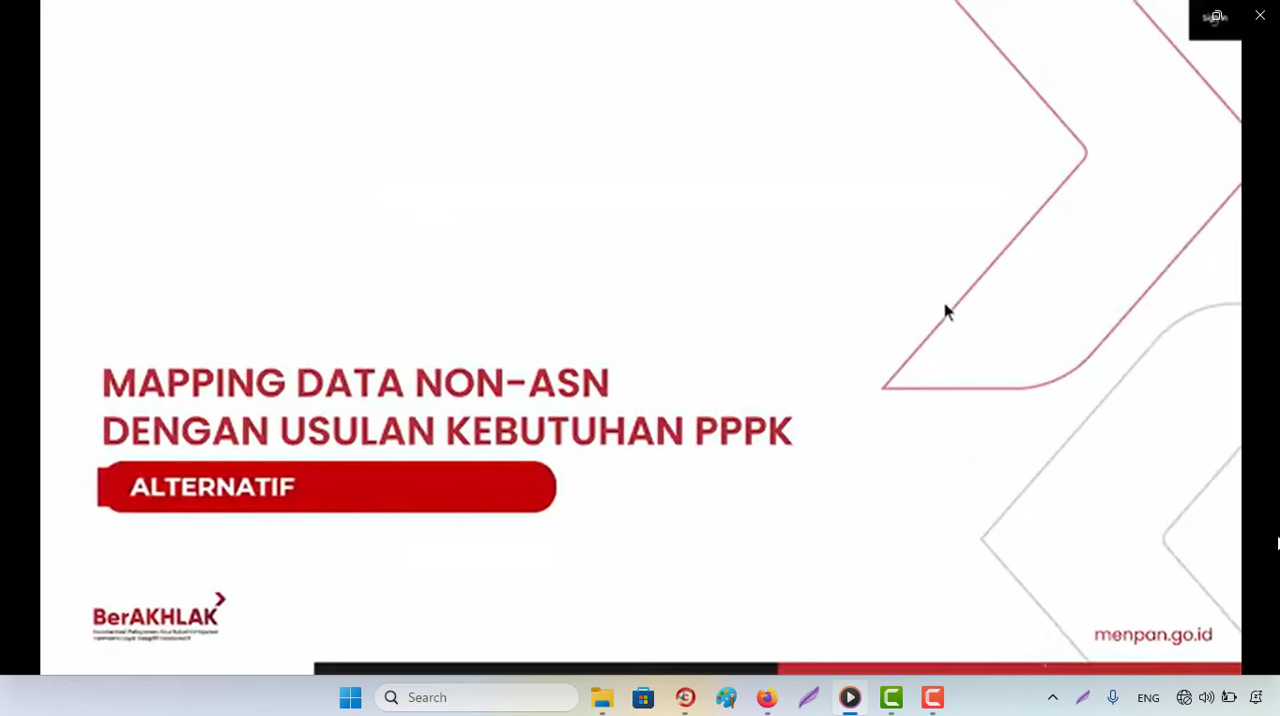 MAPPING DATA NON-ASN
DENGAN USULAN KEBUTUHAN PPPK
ALTERNATIF
BerAKHLAK
menpan.go.id
Search
ENG